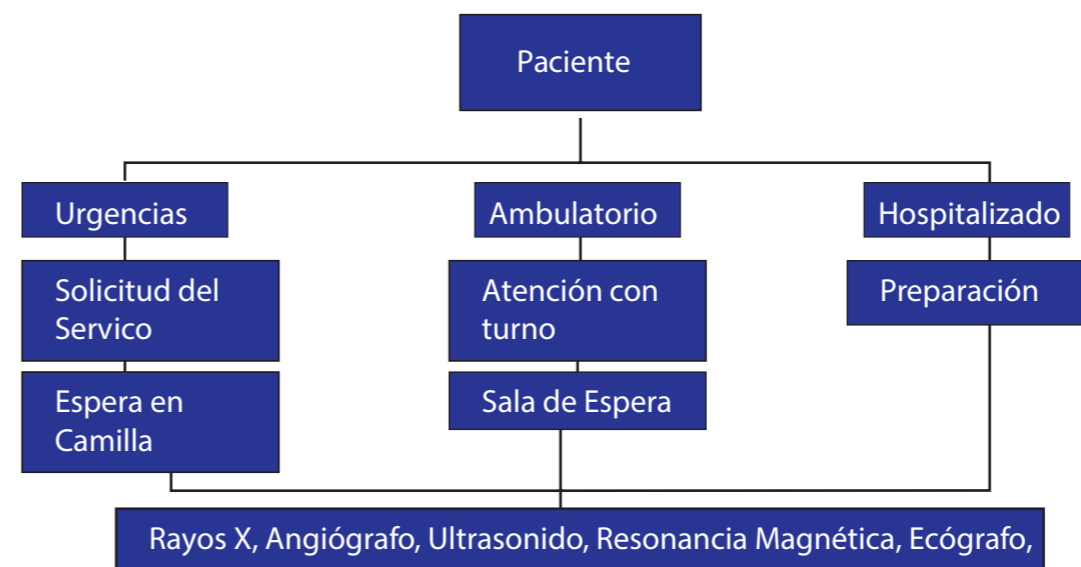 Paciente
Urgencias
Ambulatorio
Hospitalizado
Solicitud del
Servico
Atención con
turno
Preparación
Espera en
Camilla
Sala de Espera
Rayos X, Angiógrafo, Ultrasonido, Resonancia Magnética, Ecógrafo,